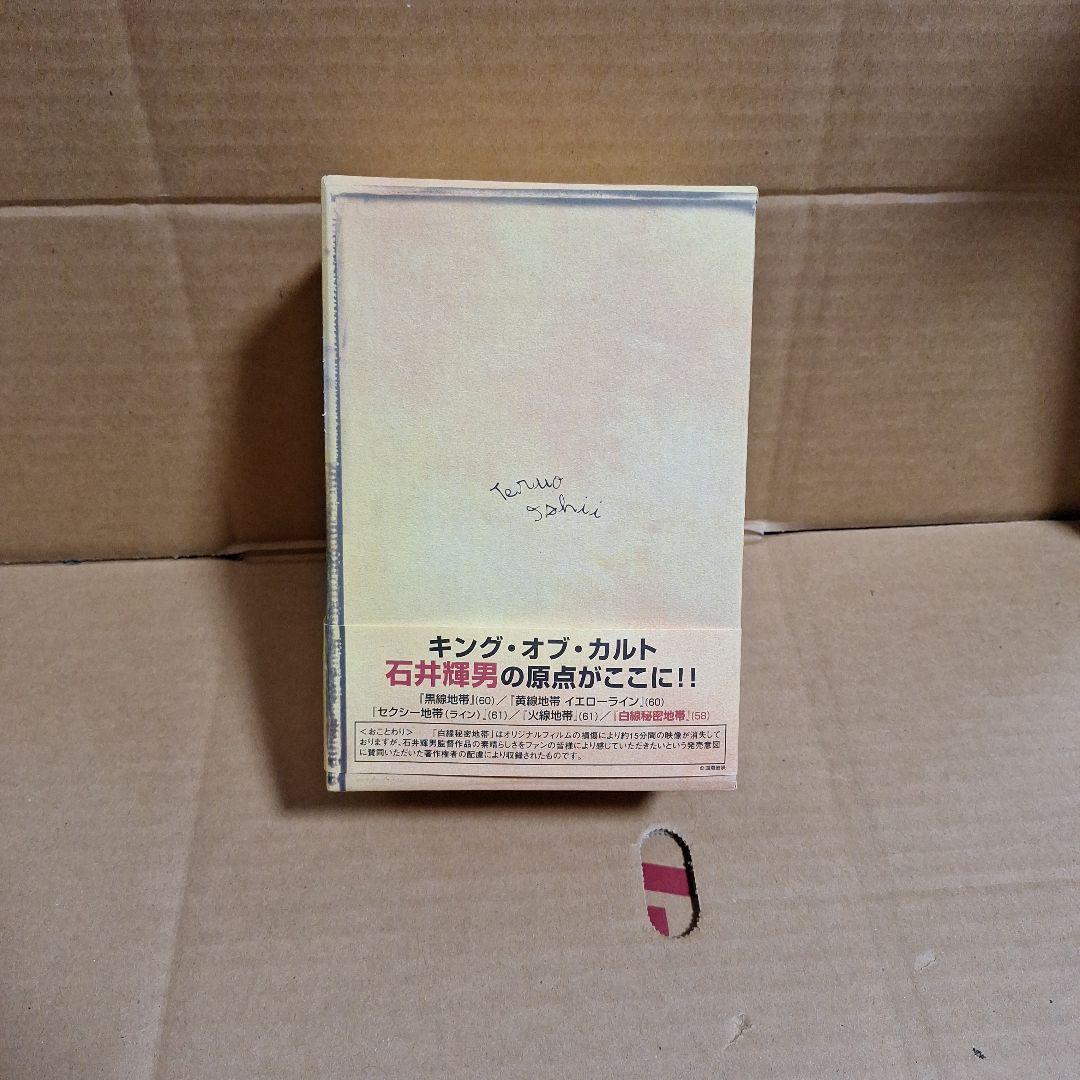 Teruo
Ishii
キング・オブ・カルト
石井輝男の原点がここに!!
『黒線地帯』(60)／『黄線地帯 イエローライン』(60)
『セクシー地帯(ライン)』(61)／『火線地帯』(61)／『白線秘密地帯』(58)
＜おことわり＞ 「白線秘密地帯」はオリジナルフィルムの損傷により約15分間の映像が消失して
おりますが、石井輝男監督作品の素晴らしさをファンの皆様により感じていただきたいという発売意図
に賛同いただいた著作権者の配慮により収録されたものです。
©国際放映